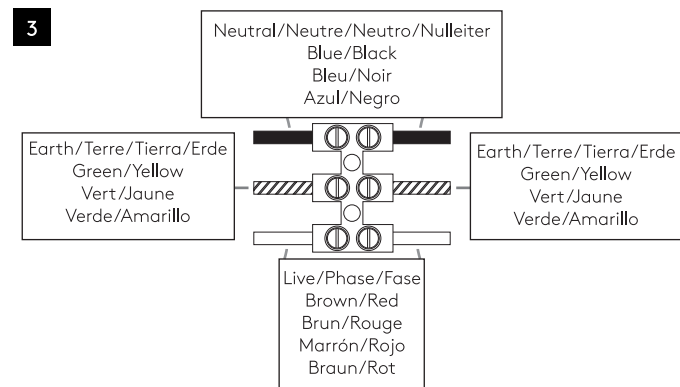 3
Neutral/Neutre/Neutro/Nulleiter
Blue/Black
Bleu/Noir
Azul/Negro
Earth/Terre/Tierra/Erde
Green/Yellow
Vert/Jaune
Verde/Amarillo
Earth/Terre/Tierra/Erde
Green/Yellow
Vert/Jaune
Verde/Amarillo
Live/Phase/Fase
Brown/Red
Brun/Rouge
Marrón/Rojo
Braun/Rot